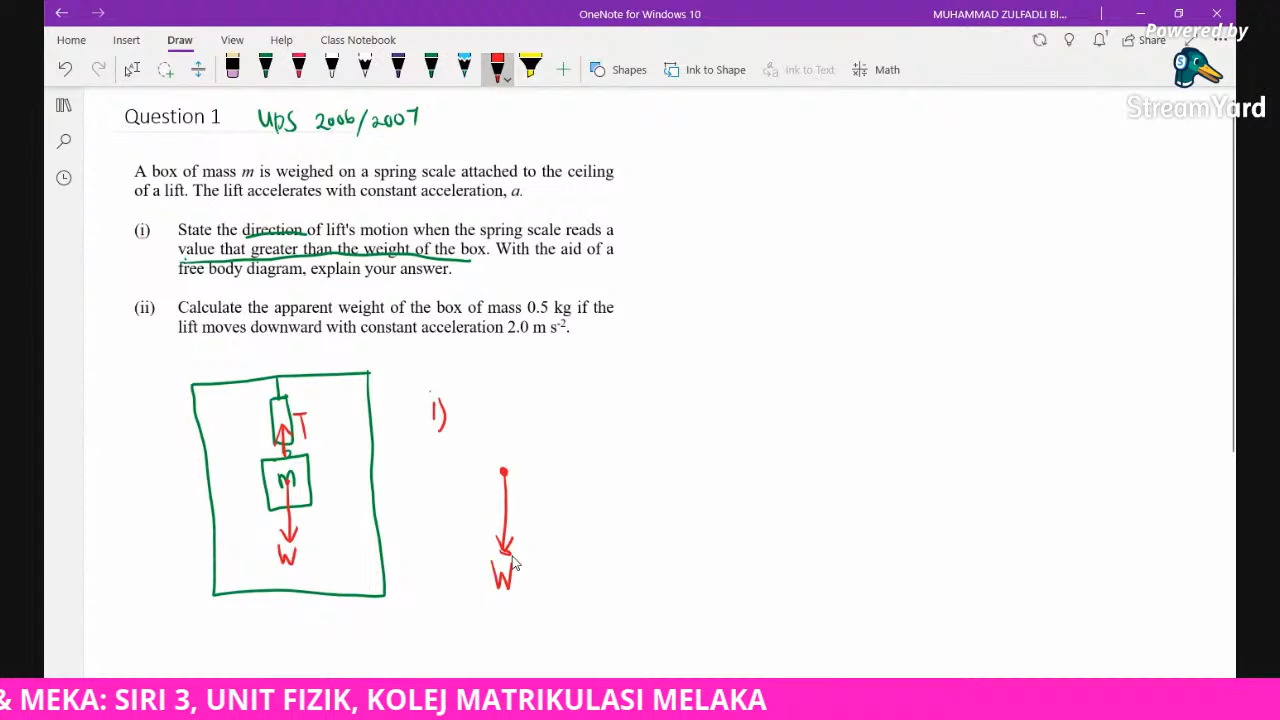 OneNote for Windows 10
MUHAMMAD ZULFADLI BI...
Powered by
Home Insert Draw View Help Class Notebook
Share
Shapes Ink to Shape Ink to Text Math
StreamYard
Question 1 UPS 2006/2007
A box of mass m is weighed on a spring scale attached to the ceiling
of a lift. The lift accelerates with constant acceleration, a.
(i) State the direction of lift's motion when the spring scale reads a
value that greater than the weight of the box. With the aid of a
free body diagram, explain your answer.
(ii) Calculate the apparent weight of the box of mass 0.5 kg if the
lift moves downward with constant acceleration 2.0 m s-2.
i)
T
m
W
W
& MEKA: SIRI 3, UNIT FIZIK, KOLEJ MATRIKULASI MELAKA